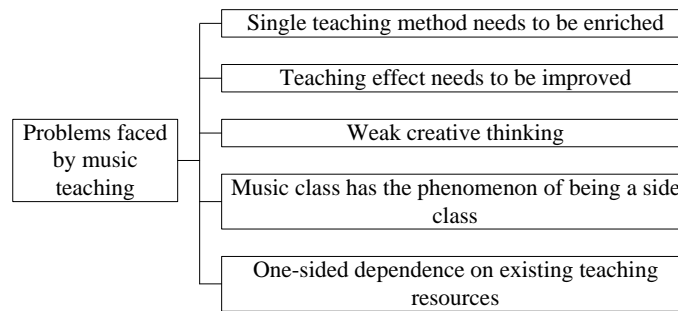 Single teaching method needs to be enriched
Teaching effect needs to be improved
Problems faced
by music
teaching
Weak creative thinking
Music class has the phenomenon of being a side
class
One-sided dependence on existing teaching
resources